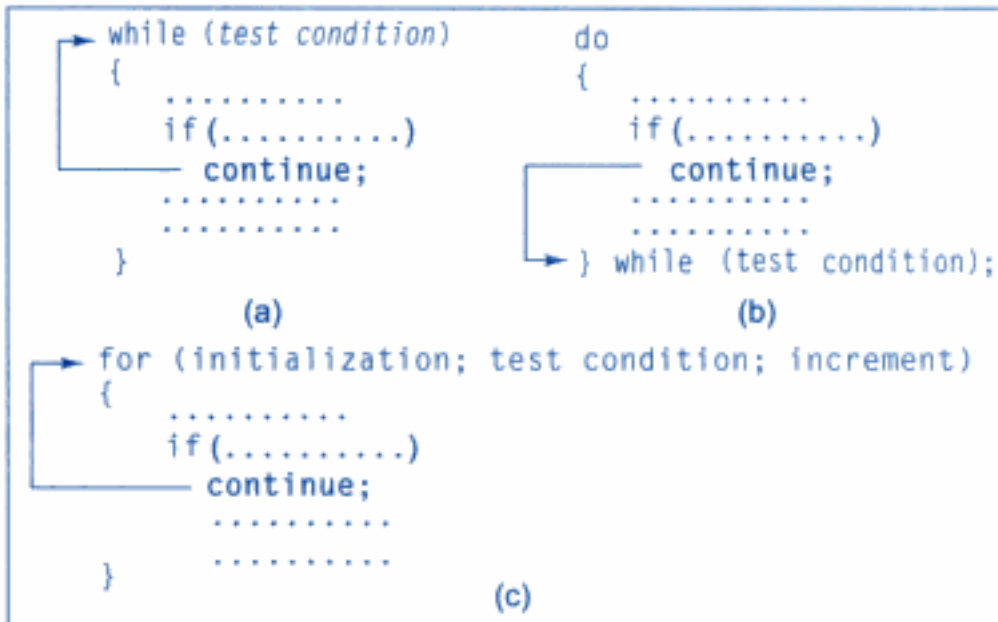 while (test condition)
{
..........
if(..........)
continue;
..........
..........
}
(a)
do
{
..........
if(..........)
continue;
..........
..........
} while (test condition);
(b)
for (initialization; test condition; increment)
{
..........
if(..........)
continue;
..........
..........
}
(c)